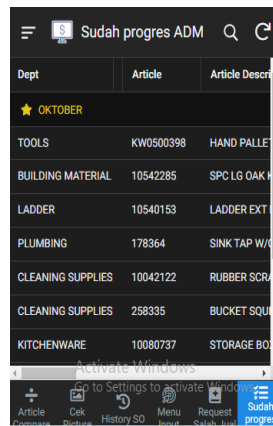 Sudah progres ADM
Dept Article Article Descri
OKTOBER
TOOLS KW0500398 HAND PALLET
BUILDING MATERIAL 10542285 SPC LG OAK
LADDER 10540153 LADDER EXT
PLUMBING 178364 SINK TAP W/
CLEANING SUPPLIES 10042122 RUBBER SCRA
CLEANING SUPPLIES 258335 BUCKET SQU
KITCHENWARE 10080737 STORAGE BO
Activate Windows
Go to Settings to activate Windows.
Article Compare
Cek Picture
History SO
Menu Input
Request Salah Jual
Sudah progres